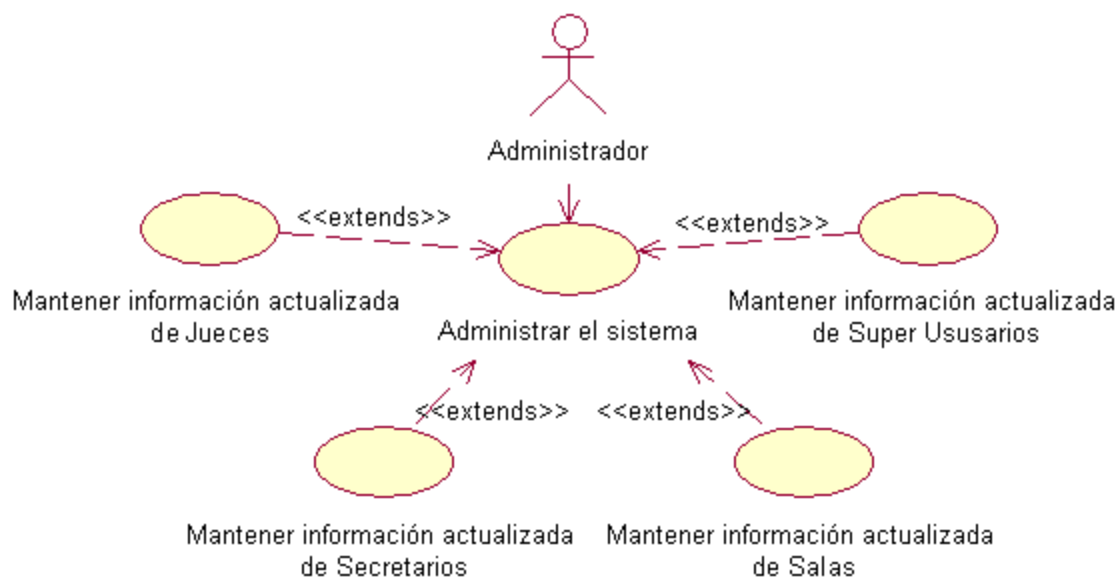 Administrador
<<extends>>
<<extends>>
Mantener información actualizada
de Jueces
Administrar el sistema
Mantener información actualizada
de Super Ususarios
<<extends>>
<<extends>>
Mantener información actualizada
de Secretarios
Mantener información actualizada
de Salas